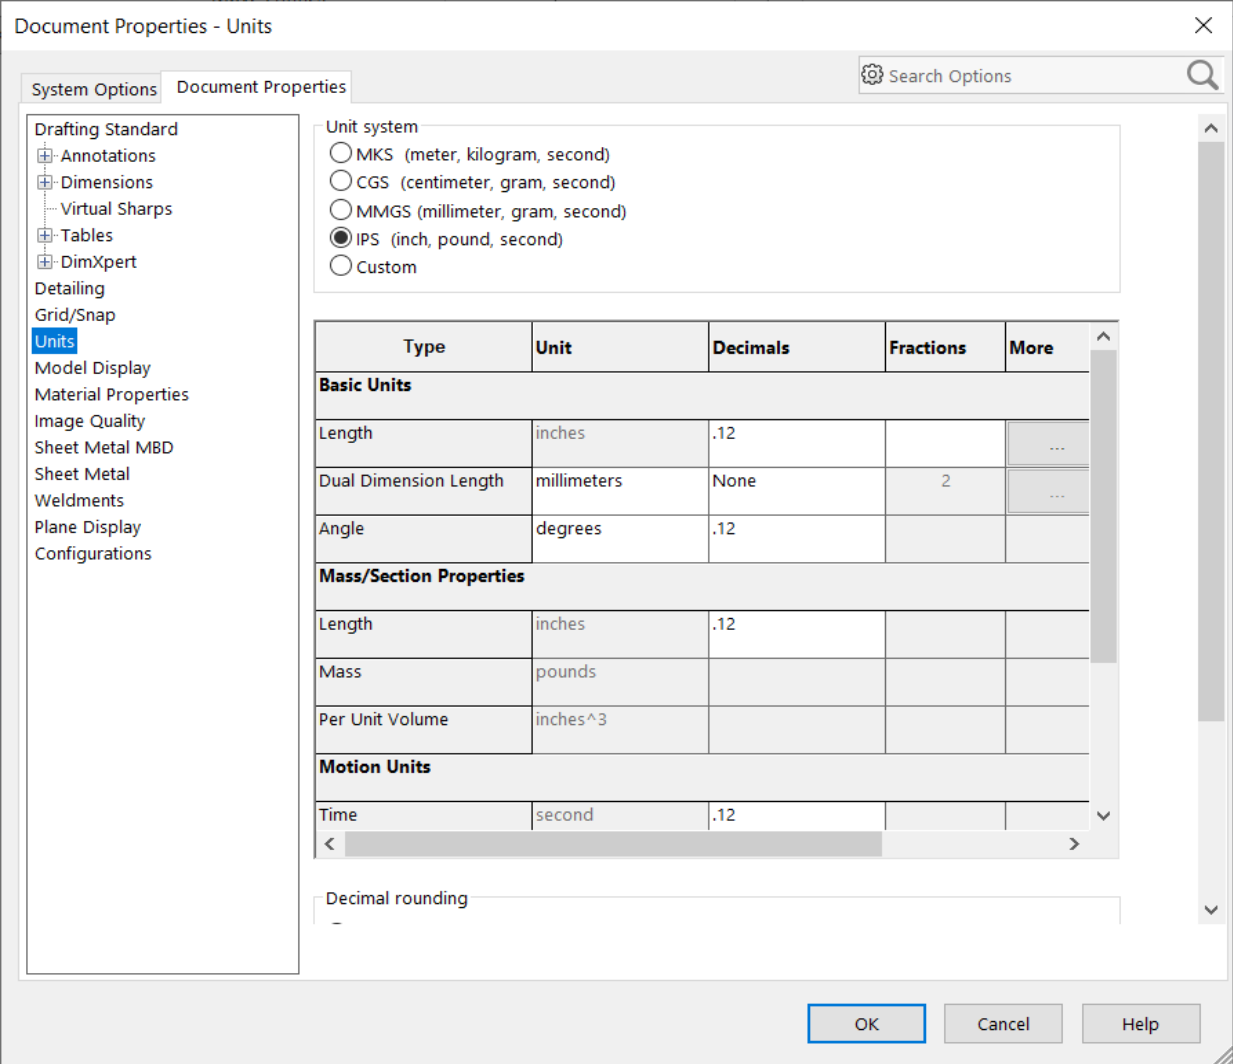 Document Properties - Units
System Options
Document Properties
Search Options
Drafting Standard
Annotations
Dimensions
Virtual Sharps
Tables
DimXpert
Detailing
Grid/Snap
Units
Model Display
Material Properties
Image Quality
Sheet Metal MBD
Sheet Metal
Weldments
Plane Display
Configurations
Unit system
MKS (meter, kilogram, second)
CGS (centimeter, gram, second)
MMGS (millimeter, gram, second)
IPS (inch, pound, second)
Custom
Type Unit Decimals Fractions More
Basic Units
Length inches .12 ...
Dual Dimension Length millimeters None 2 ...
Angle degrees .12
Mass/Section Properties
Length inches .12
Mass pounds
Per Unit Volume inches^3
Motion Units
Time second .12
Decimal rounding
OK Cancel Help